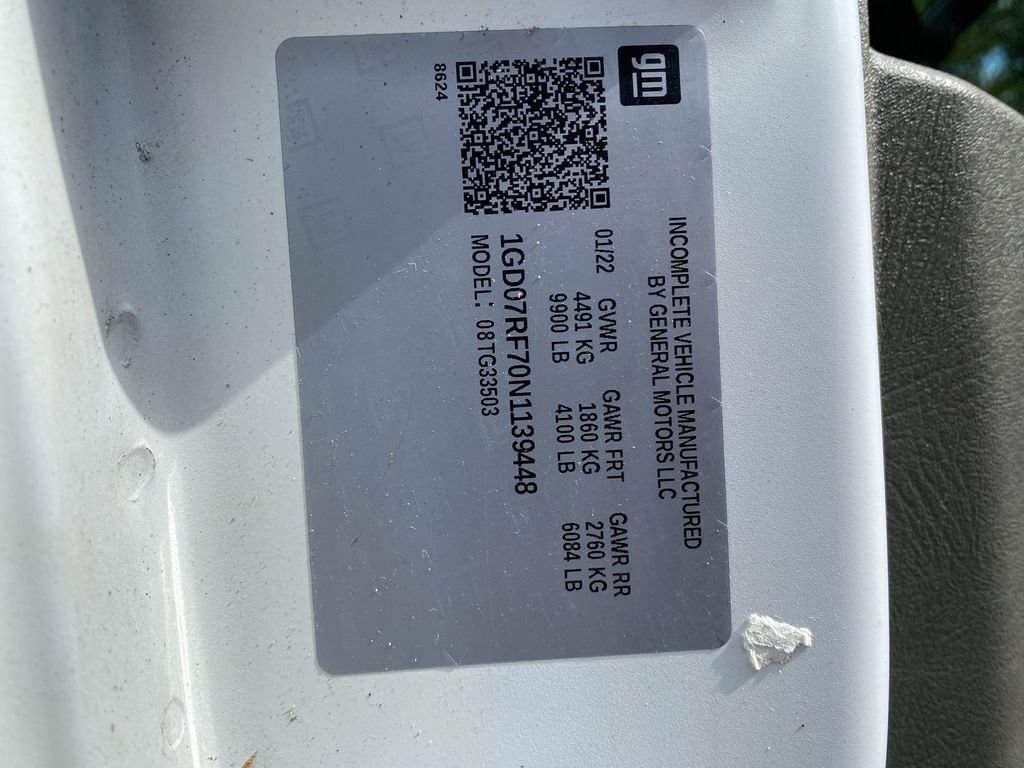 gm
INCOMPLETE VEHICLE MANUFACTURED
BY GENERAL MOTORS LLC
01/22 GVWR GAWR FRT GAWR RR
4491 KG 1860 KG 2760 KG
9900 LB 4100 LB 6084 LB
1GD07RF70N1139448
MODEL: 08TG33503
8624